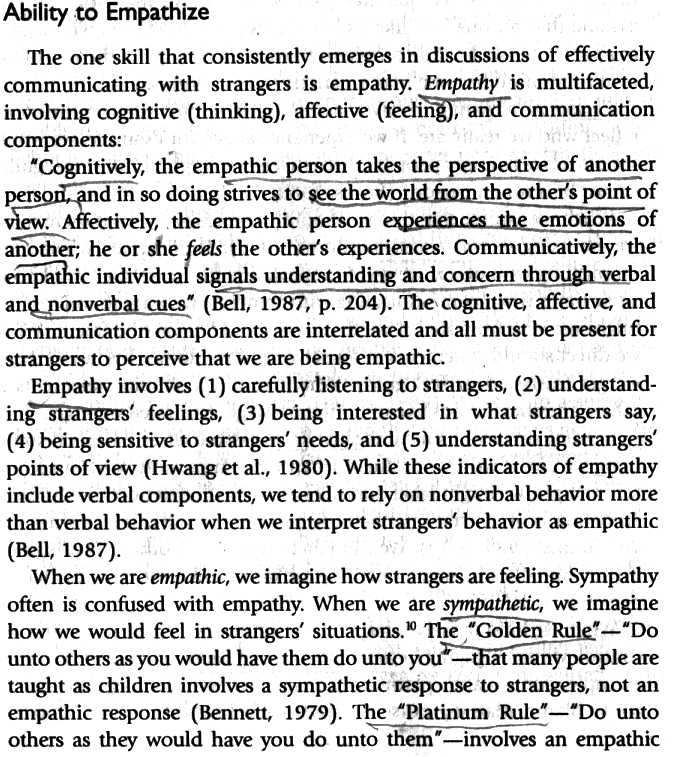 Ability to Empathize
The one skill that consistently emerges in discussions of effectively
communicating with strangers is empathy. Empathy is multifaceted,
involving cognitive (thinking), affective (feeling), and communication
components:
"Cognitively, the empathic person takes the perspective of another
person, and in so doing strives to see the world from the other's point of
view. Affectively, the empathic person experiences the emotions of
another; he or she feels the other's experiences. Communicatively, the
empathic individual signals understanding and concern through verbal
and nonverbal cues" (Bell, 1987, p. 204). The cognitive, affective, and
communication components are interrelated and all must be present for
strangers to perceive that we are being empathic.
Empathy involves (1) carefully listening to strangers, (2) understand-
ing strangers' feelings, (3) being interested in what strangers say,
(4) being sensitive to strangers' needs, and (5) understanding strangers'
points of view (Hwang et al., 1980). While these indicators of empathy
include verbal components, we tend to rely on nonverbal behavior more
than verbal behavior when we interpret strangers' behavior as empathic
(Bell, 1987).
When we are empathic, we imagine how strangers are feeling. Sympathy
often is confused with empathy. When we are sympathetic, we imagine
how we would feel in strangers' situations.¹⁰ The "Golden Rule"—"Do
unto others as you would have them do unto you"—that many people are
taught as children involves a sympathetic response to strangers, not an
empathic response (Bennett, 1979). The "Platinum Rule"—"Do unto
others as they would have you do unto them"—involves an empathic